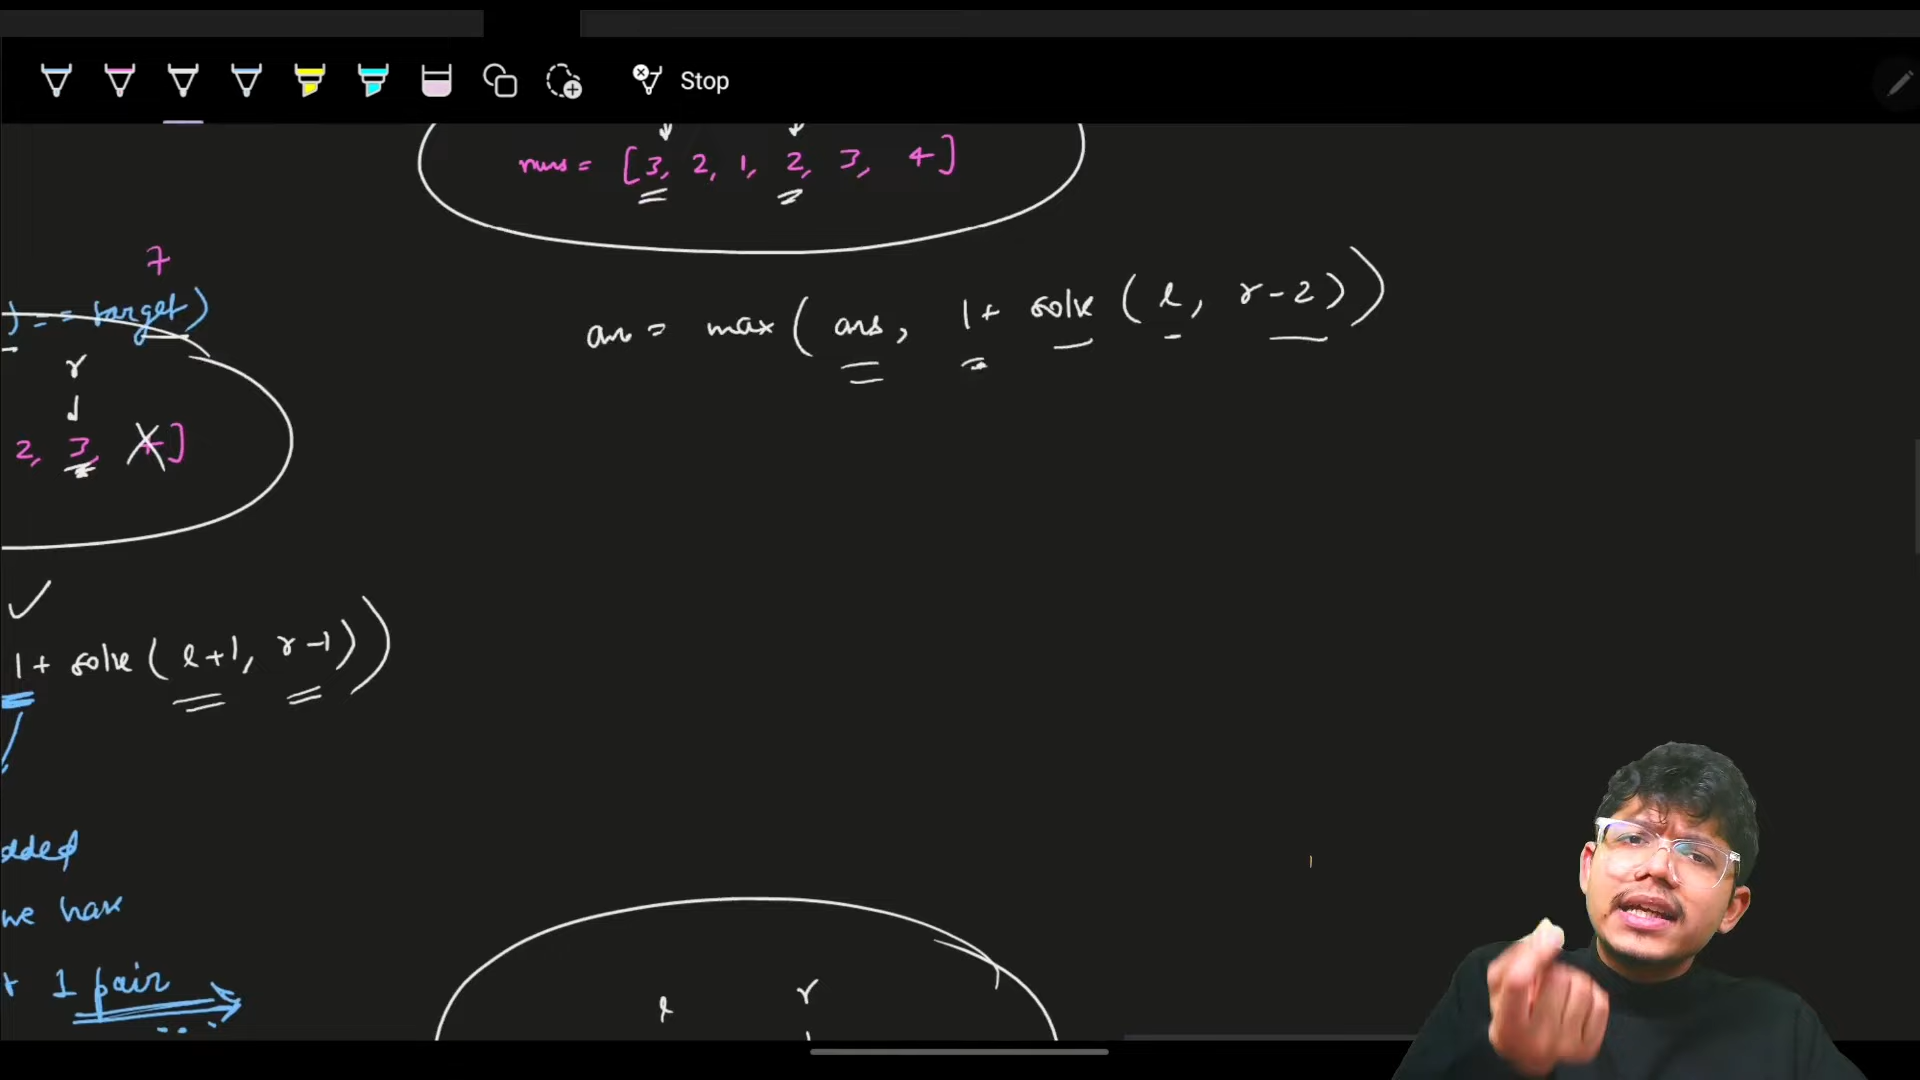 Stop
nums = [3, 2, 1, 2, 3, 4]
7
) == target)
r
2, 3, ]
ans = max(ans, 1 + solve(l, r-2))
1 + solve(l+1, r-1))
added
we have
1 pair
l r